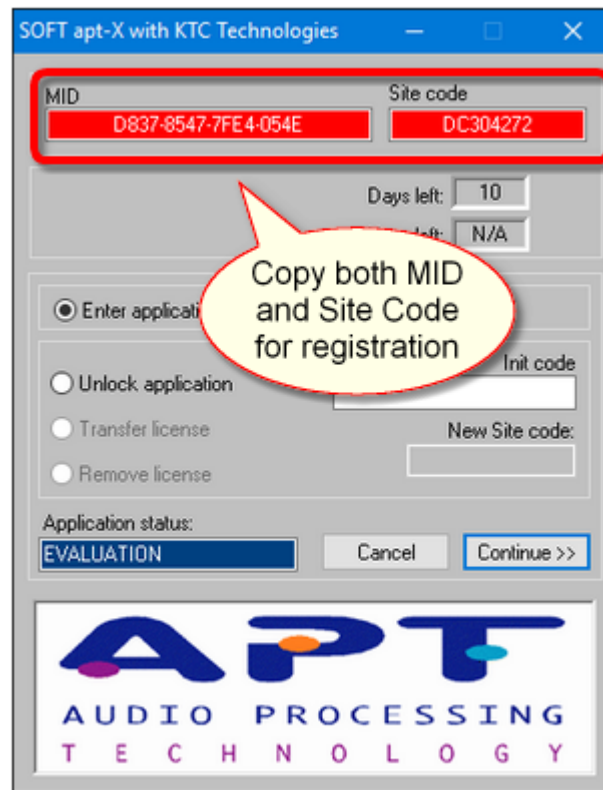 SOFT apt-X with KTC Technologies
MID
Site code
D837-8547-7FE4-054E
DC304272
Days left: 10
left: N/A
Copy both MID
and Site Code
for registration
Enter
Init code
Unlock application
Transfer license
New Site code:
Remove license
Application status:
EVALUATION
Cancel
Continue >>
APT
AUDIO PROCESSING
TECHNOLOGY